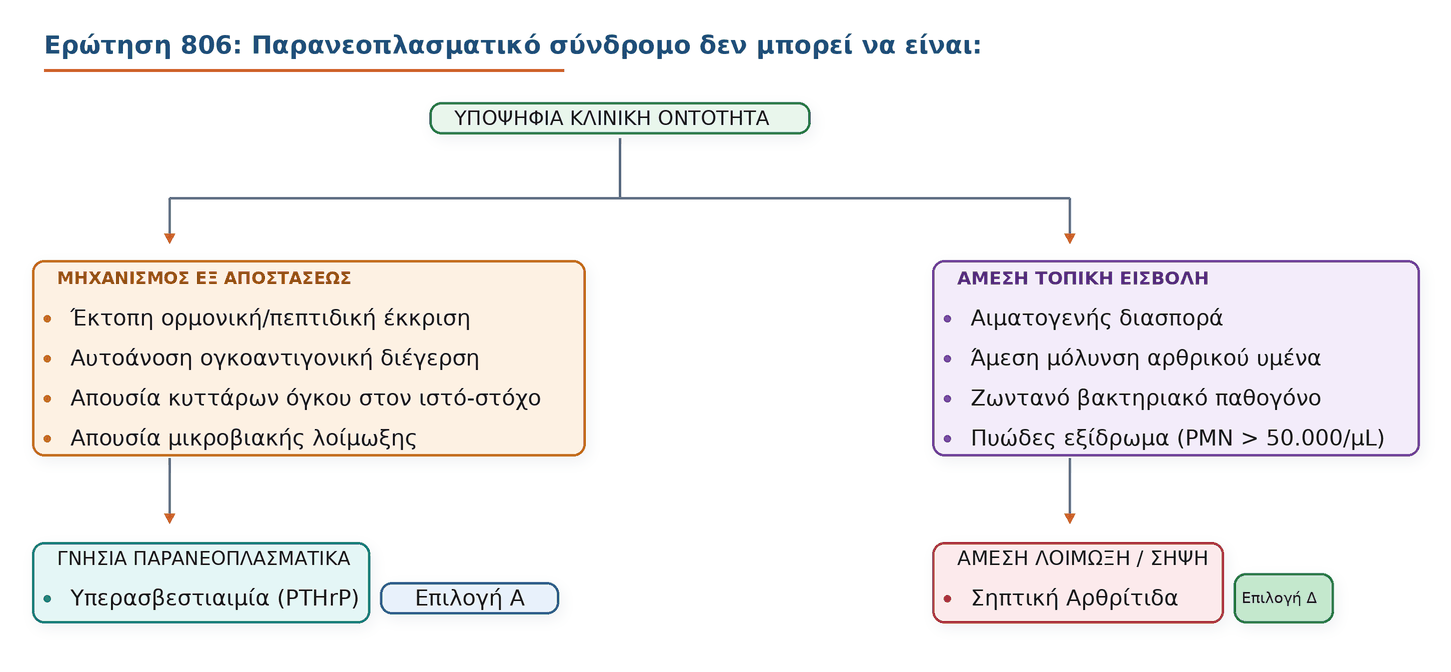 Ερώτηση 806: Παρανεοπλασματικό σύνδρομο δεν μπορεί να είναι:
ΥΠΟΨΗΦΙΑ ΚΛΙΝΙΚΗ ΟΝΤΟΤΗΤΑ
ΜΗΧΑΝΙΣΜΟΣ ΕΞ ΑΠΟΣΤΑΣΕΩΣ
• Έκτοπη ορμονική/πεπτιδική έκκριση
• Αυτοάνοση ογκοαντιγονική διέγερση
• Απουσία κυττάρων όγκου στον ιστό-στόχο
• Απουσία μικροβιακής λοίμωξης
ΑΜΕΣΗ ΤΟΠΙΚΗ ΕΙΣΒΟΛΗ
• Αιματογενής διασπορά
• Άμεση μόλυνση αρθρικού υμένα
• Ζωντανό βακτηριακό παθογόνο
• Πυώδες εξίδρωμα (PMN > 50.000/μL)
ΓΝΗΣΙΑ ΠΑΡΑΝΕΟΠΛΑΣΜΑΤΙΚΑ
• Υπερασβεστιαιμία (PTHrP)
Επιλογή Α
ΑΜΕΣΗ ΛΟΙΜΩΞΗ / ΣΗΨΗ
• Σηπτική Αρθρίτιδα
Επιλογή Δ